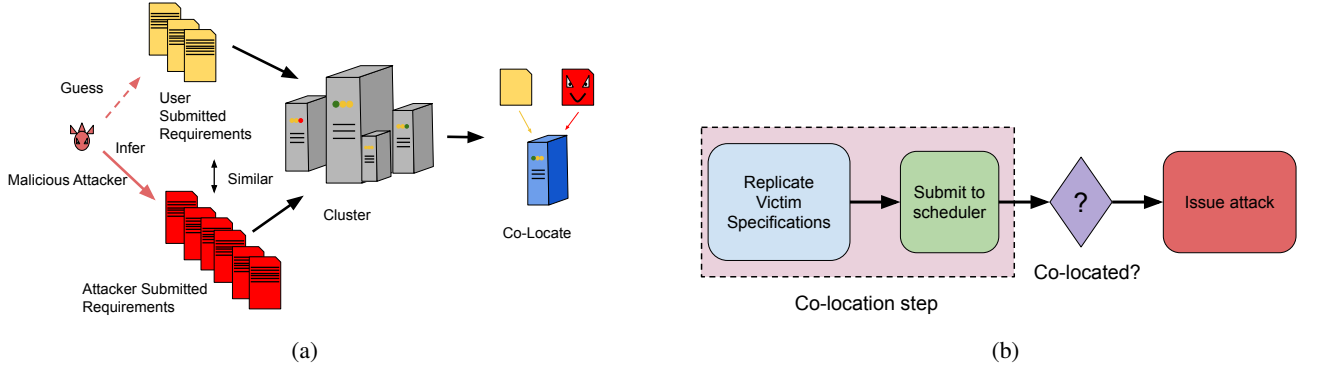 Guess
User
Submitted
Requirements
Infer
Malicious Attacker
Similar
Attacker Submitted
Requirements
Cluster
Co-Locate
(a)
Replicate
Victim
Specifications
Submit to
scheduler
?
Issue attack
Co-located?
Co-location step
(b)